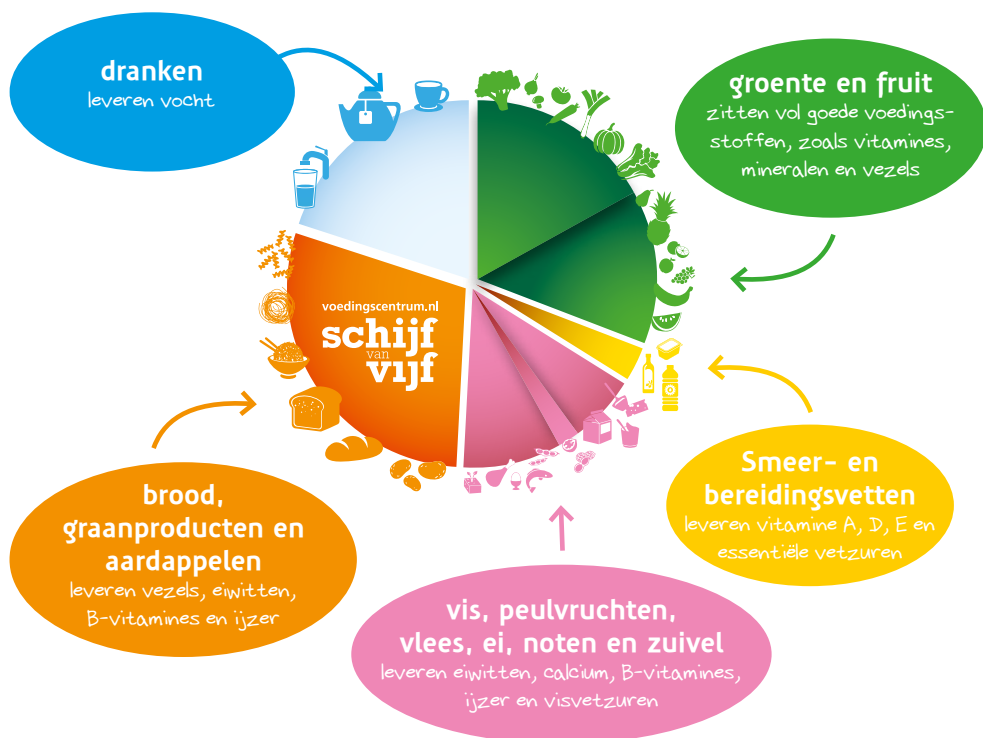 dranken
leveren vocht
groente en fruit
zitten vol goede voedings-
stoffen, zoals vitamines,
mineralen en vezels
voedingscentrum.nl
schijf
van
vijf
Smeer- en
bereidingsvetten
leveren vitamine A, D, E en
essentiële vetzuren
brood,
graanproducten en
aardappelen
leveren vezels, eiwitten,
B-vitamines en ijzer
vis, peulvruchten,
vlees, ei, noten en zuivel
leveren eiwitten, calcium, B-vitamines,
ijzer en visvetzuren